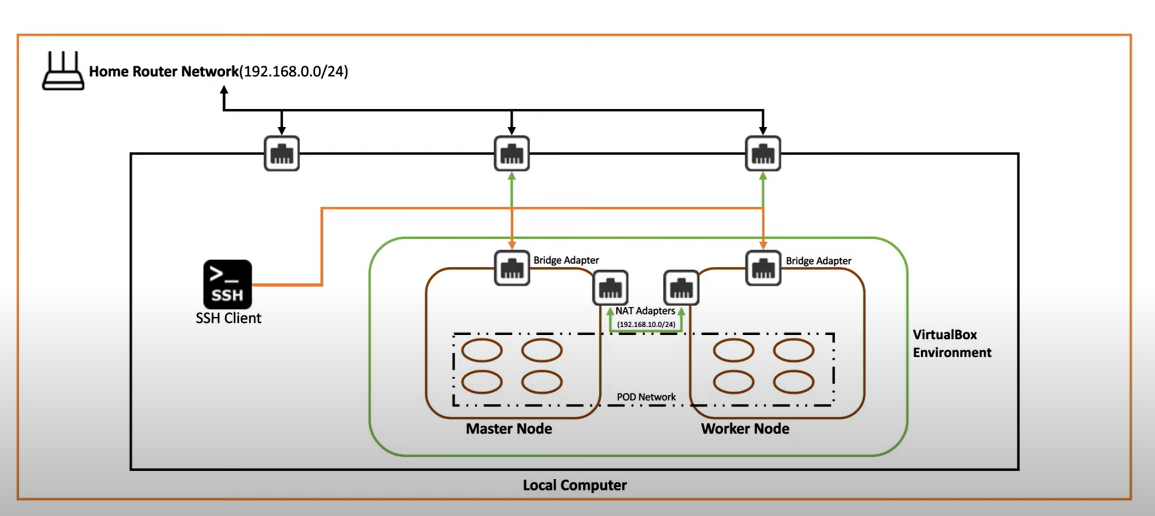 Home Router Network(192.168.0.0/24)
>_
SSH
SSH Client
Bridge Adapter
Bridge Adapter
NAT Adapters
(192.168.10.0/24)
VirtualBox
Environment
POD Network
Master Node
Worker Node
Local Computer